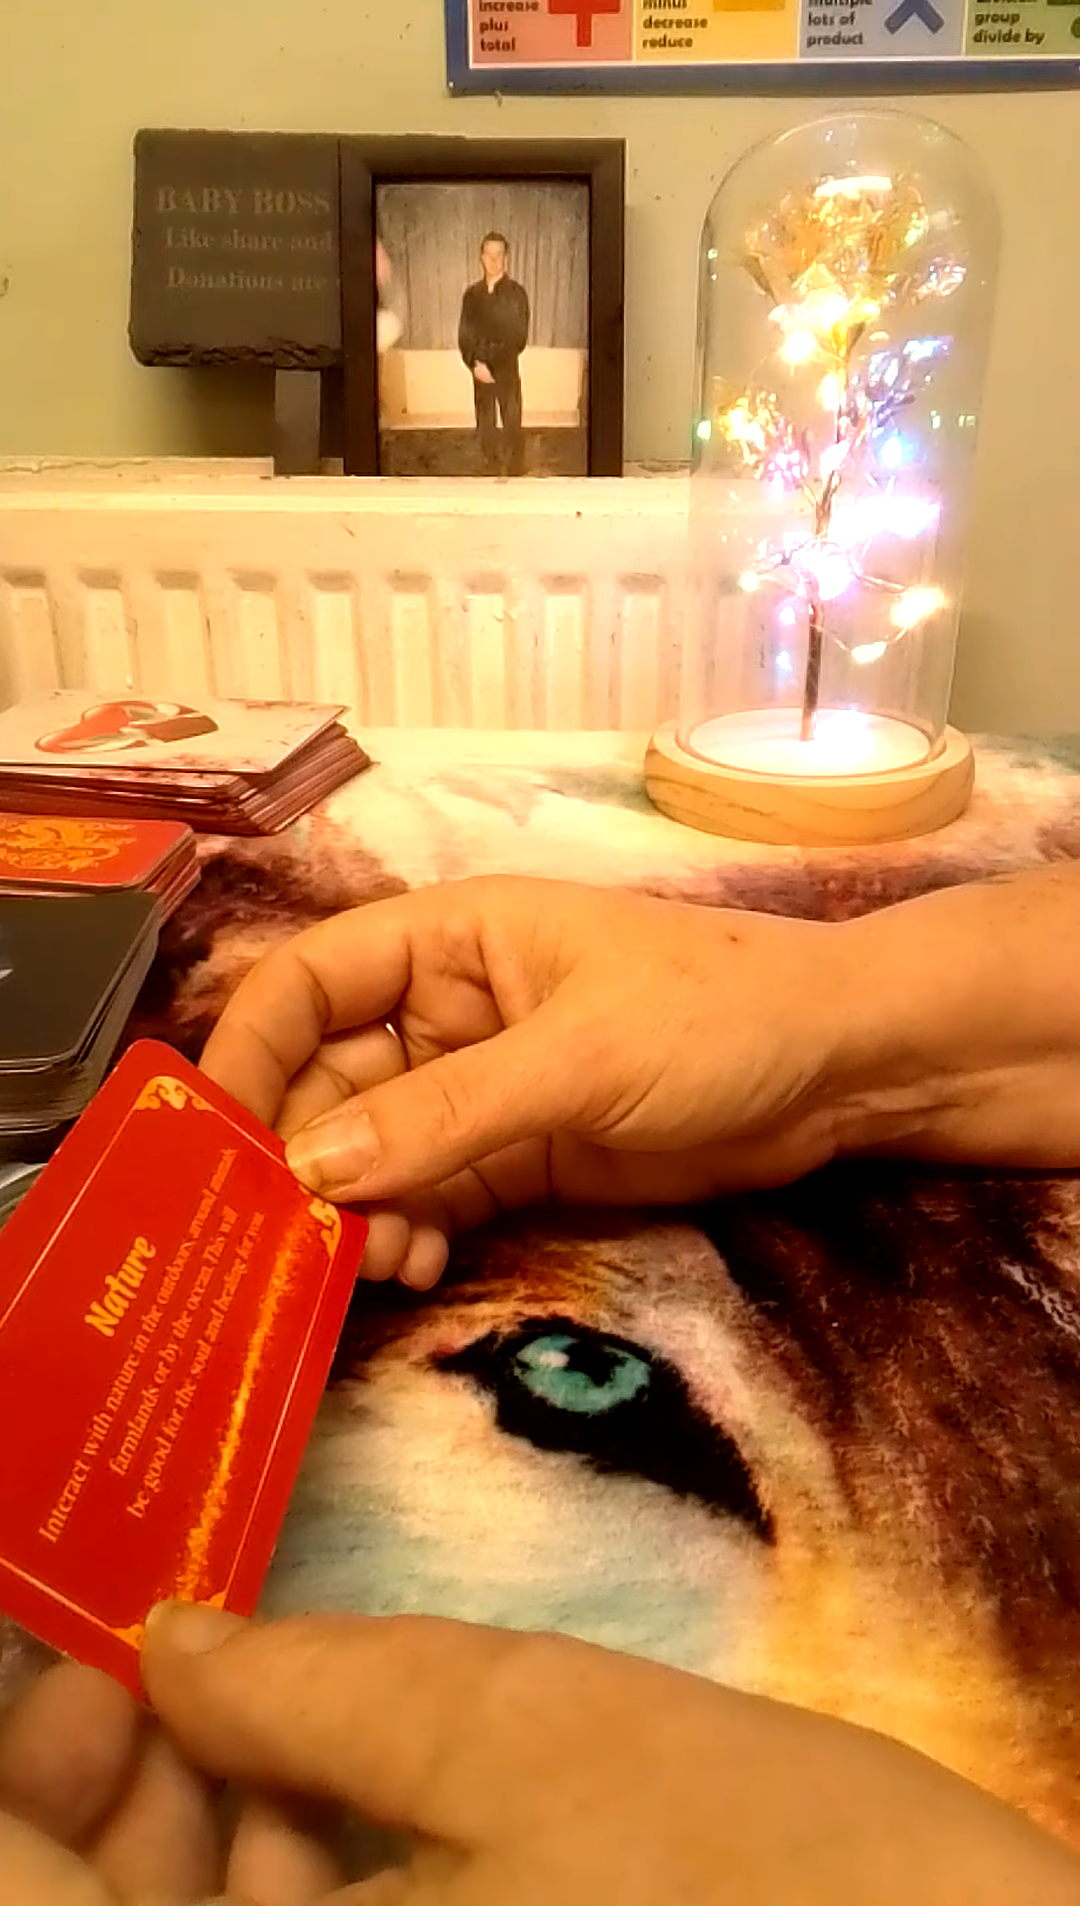 increase
plus
total
minus
decrease
reduce
multiple
lots of
product
group
divide by
BABY BOSS
Like share and
Donations are
Nature
Interact with nature in the outdoors, around
farmlands or by the ocean. This will
be good for the soul and healing for you.